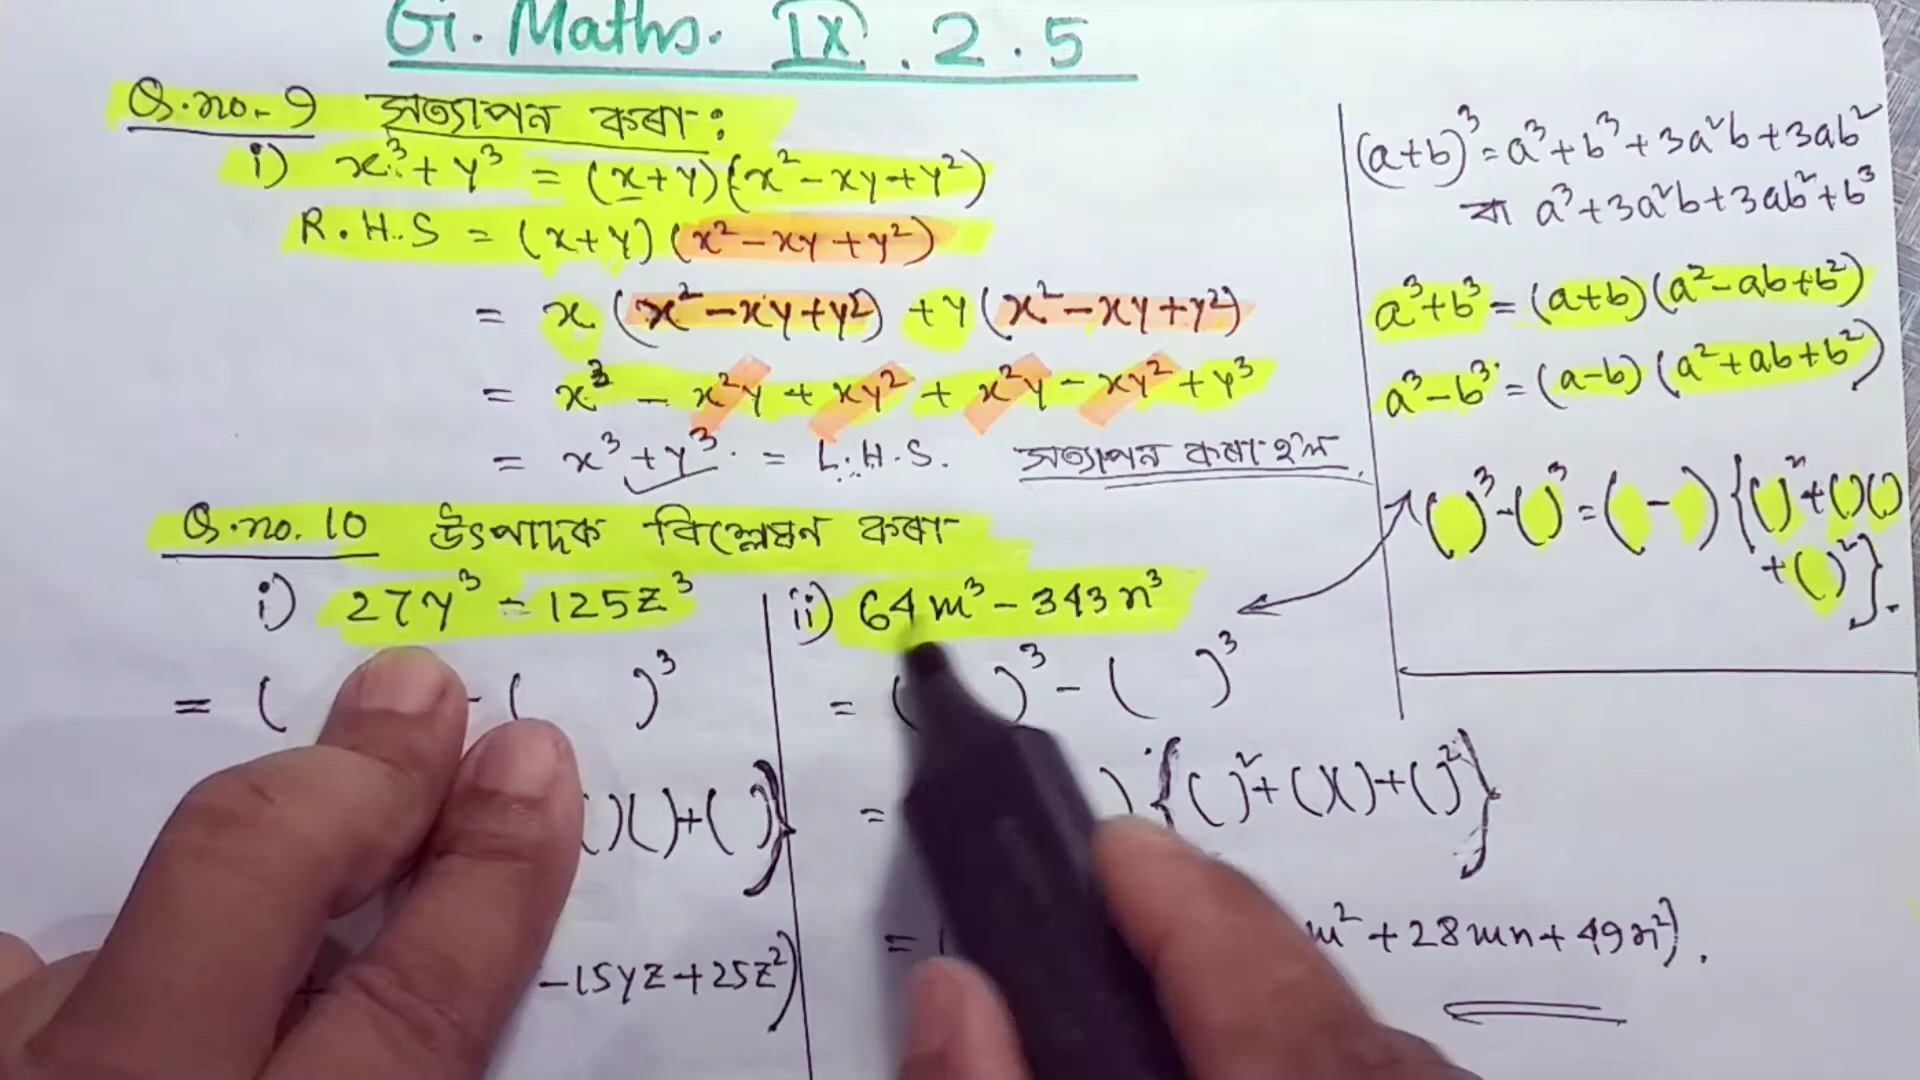 G. Maths. IX. 2.5
Q.no-9 সত্যাপন কৰা:
i) x³ + y³ = (x+y)(x²-xy+y²)
R.H.S = (x+y)(x²-xy+y²)
= x(x²-xy+y²) +y(x²-xy+y²)
= x³ - x²y + xy² + x²y - xy² + y³
= x³+y³. = L.H.S. সত্যাপন কৰা হ'ল
(a+b)³=a³+b³+3a²b+3ab²
বা a³+3a²b+3ab²+b³
a³+b³=(a+b)(a²-ab+b²)
a³-b³=(a-b)(a²+ab+b²)
( )³-( )³=( - ){( )²+( )( )
+( )²}.
Q.no. 10 উৎপাদক বিশ্লেষণ কৰা
i) 27y³ - 125z³
= ( -( )³
)( )+( )}
-15yz+25z²)
ii) 64m³ - 343n³
= ( )³-( )³
= ){( )²+( )( )+( )²}
= m²+28mn+49n²).